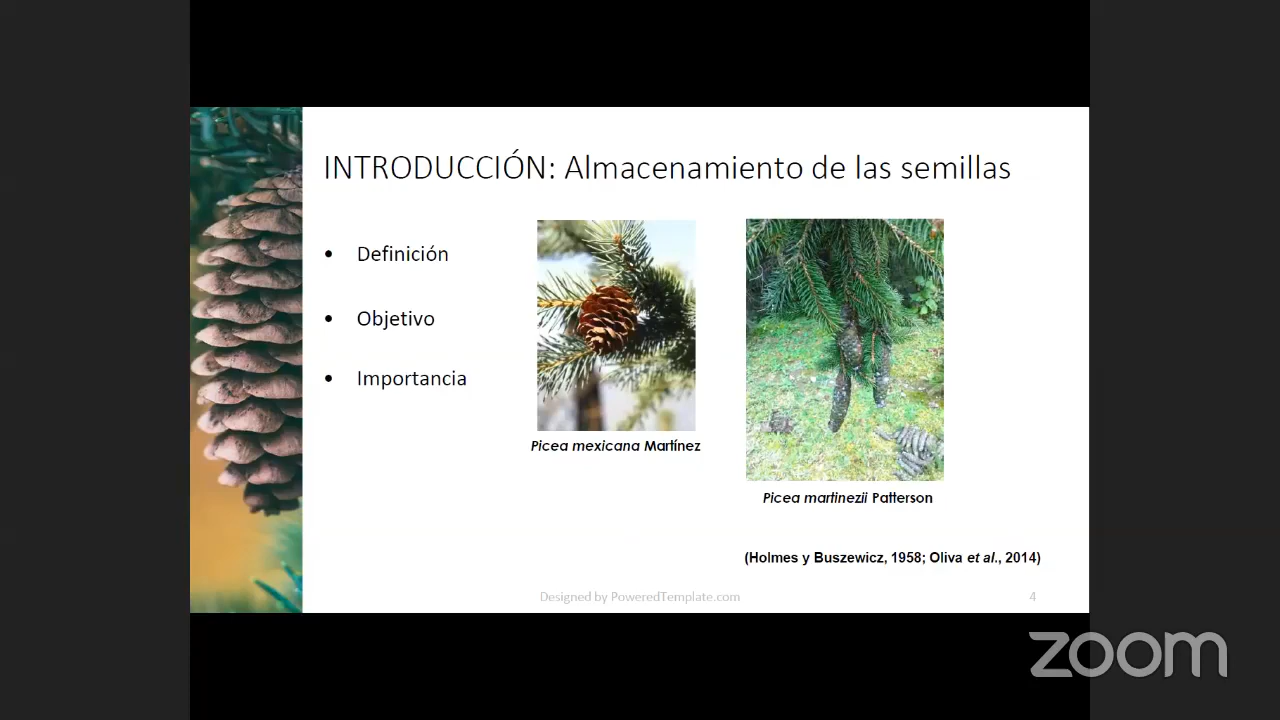 INTRODUCCIÓN: Almacenamiento de las semillas
• Definición
• Objetivo
• Importancia
Picea mexicana Martínez
Picea martinezii Patterson
(Holmes y Buszewicz, 1958; Oliva et al., 2014)
Designed by PoweredTemplate.com
4
zoom